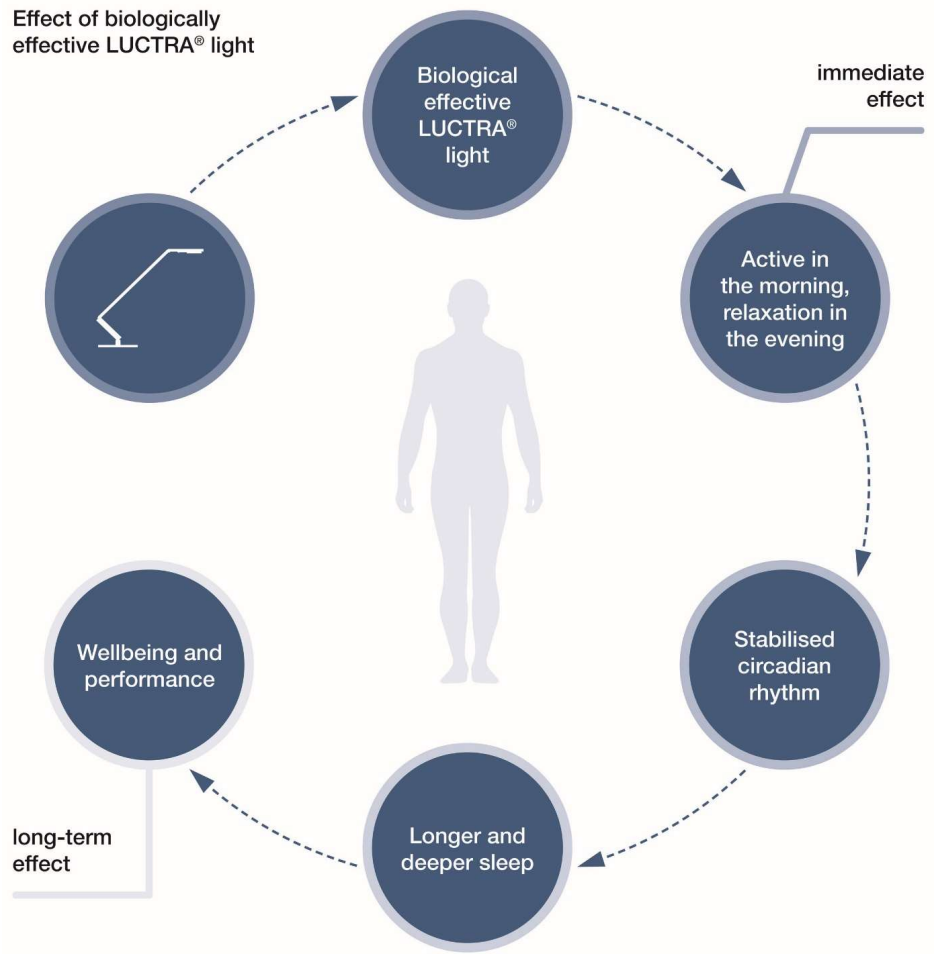 Effect of biologically
effective LUCTRA® light
Biological
effective
LUCTRA®
light
immediate
effect
Active in
the morning,
relaxation in
the evening
Stabilised
circadian
rhythm
Longer and
deeper sleep
Wellbeing and
performance
long-term
effect